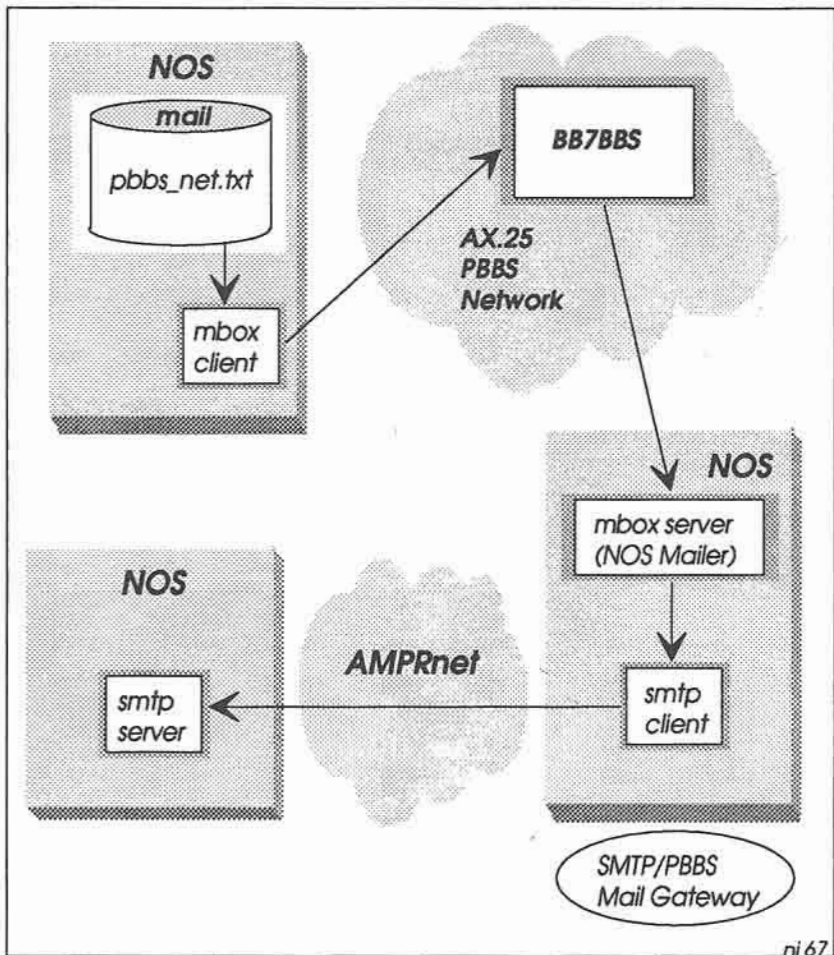 NOS
mail
pbbs_net.txt
mbox
client
BB7BBS
AX.25
PBBS
Network
NOS
mbox server
(NOS Mailer)
smtp
client
NOS
smtp
server
AMPRnet
SMTP/PBBS
Mail Gateway
ni 67